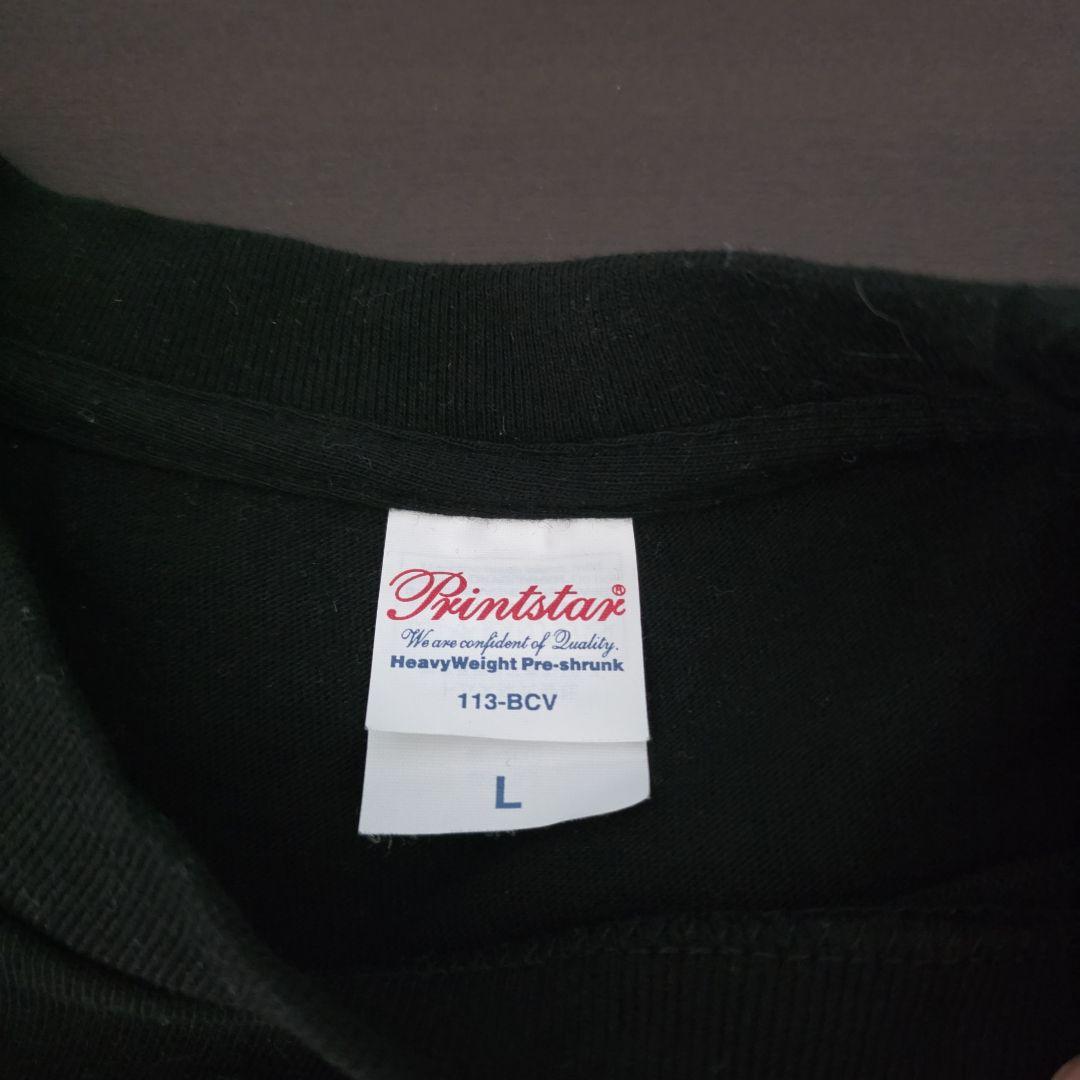 Printstar®
We are confident of Quality.
HeavyWeight Pre-shrunk
113-BCV
L